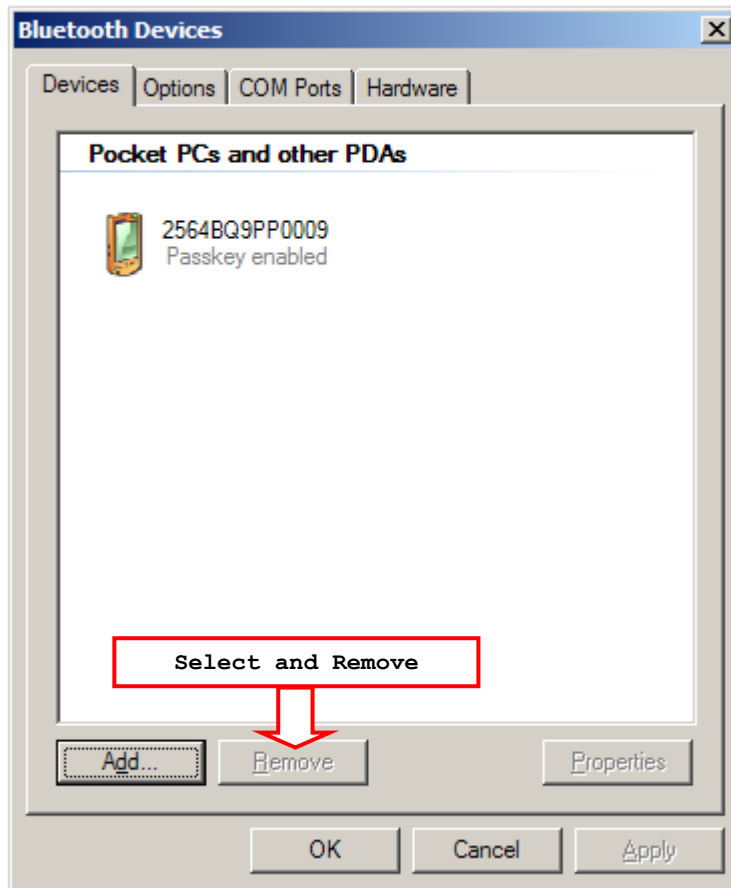 Bluetooth Devices
Devices
Options
COM Ports
Hardware
Pocket PCs and other PDAs
2564BQ9PP0009
Passkey enabled
Select and Remove
Add...
Remove
Properties
OK
Cancel
Apply